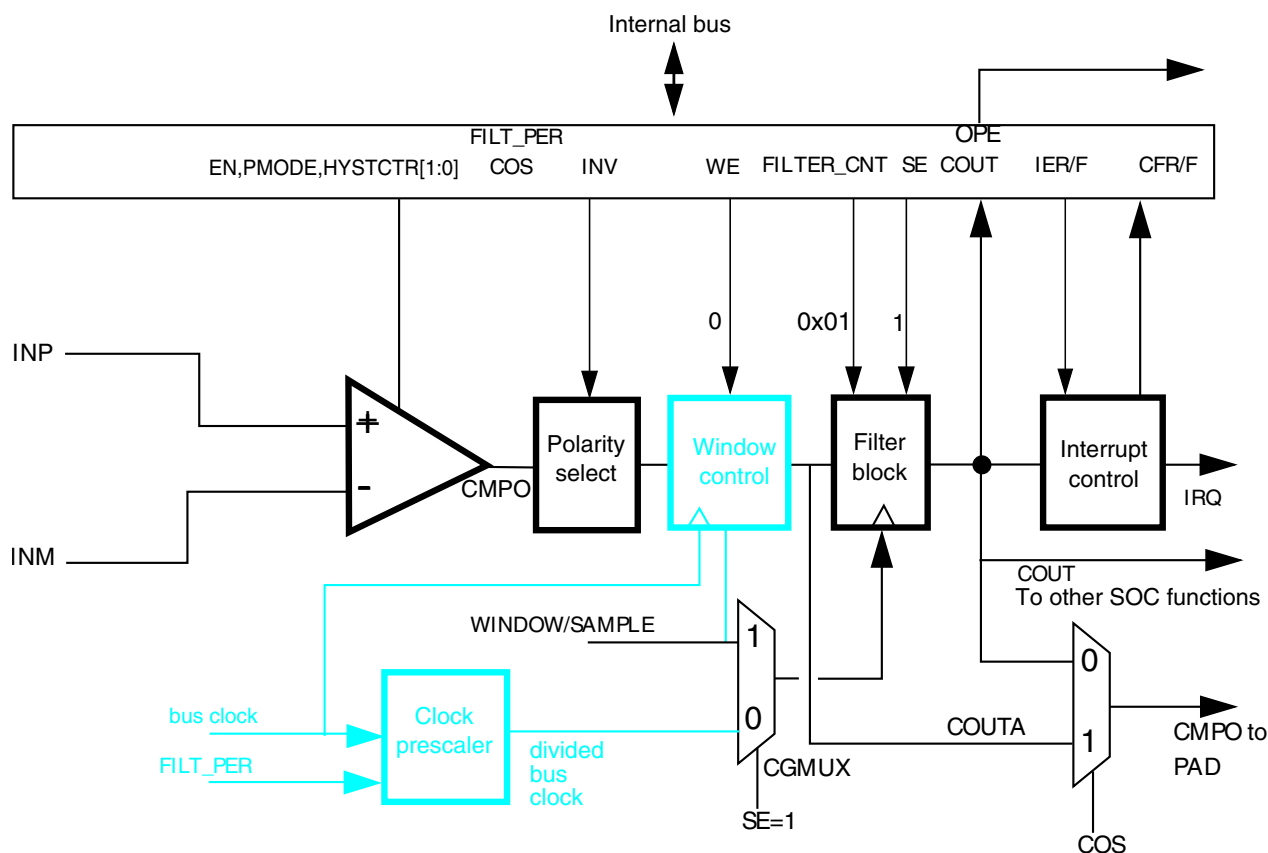 Internal bus
FILT_PER
OPE
EN,PMODE,HYSTCTR[1:0]
COS
INV
WE
FILTER_CNT
SE
COUT
IER/F
CFR/F
0
0x01
1
INP
+
-
INM
CMPO
Polarity
select
Window
control
Filter
block
Interrupt
control
IRQ
COUT
To other SOC functions
WINDOW/SAMPLE
1
0
CGMUX
SE=1
bus clock
FILT_PER
Clock
prescaler
divided
bus
clock
COUTA
0
1
CMPO to
PAD
COS